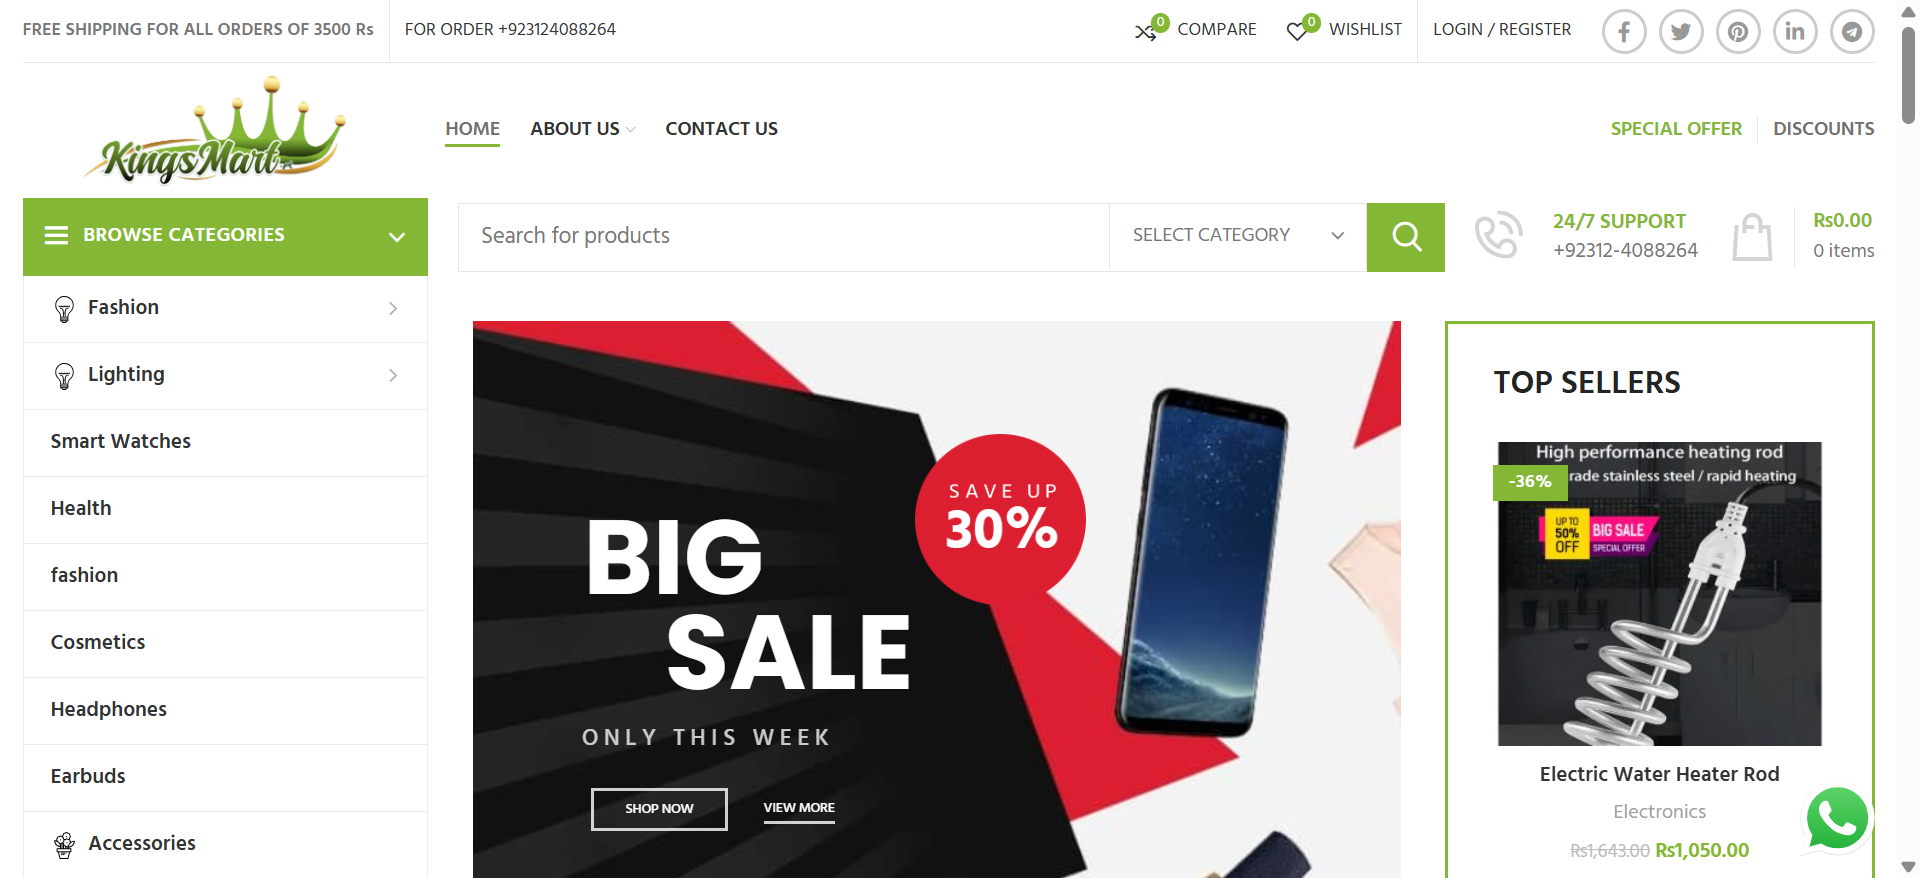 FREE SHIPPING FOR ALL ORDERS OF 3500 Rs
FOR ORDER +923124088264
0
COMPARE
0
WISHLIST
LOGIN / REGISTER
KingsMart
HOME
ABOUT US
CONTACT US
SPECIAL OFFER
DISCOUNTS
BROWSE CATEGORIES
Search for products
SELECT CATEGORY
24/7 SUPPORT
+92312-4088264
Rs0.00
0 items
Fashion
Lighting
Smart Watches
Health
fashion
Cosmetics
Headphones
Earbuds
Accessories
SAVE UP
30%
BIG
SALE
ONLY THIS WEEK
SHOP NOW
VIEW MORE
TOP SELLERS
High performance heating rod
rade stainless steel / rapid heating
-36%
UP TO
50%
OFF
BIG SALE
SPECIAL OFFER
Electric Water Heater Rod
Electronics
Rs1,643.00 Rs1,050.00